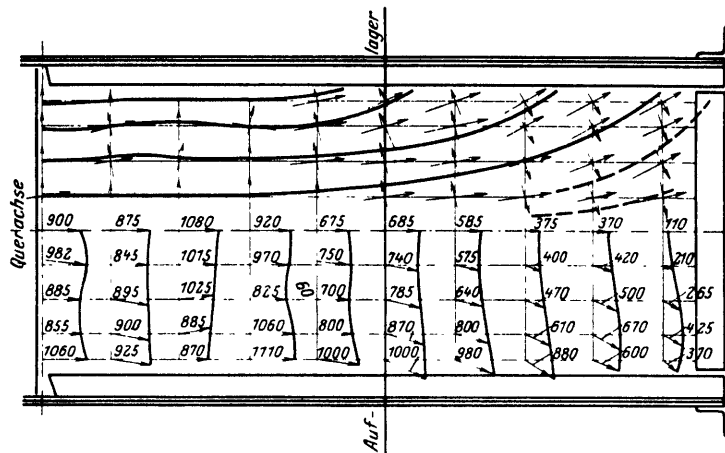 lager
Querachse
900 875 1080 920 675 685 585 375 370 110
982 845 1015 970 750 740 575 400 420 210
885 895 1025 825 700 785 640 470 500 265
60
855 900 885 1060 800 870 800 610 670 425
1060 925 870 1110 1000 1000 980 880 600 370
Auf-